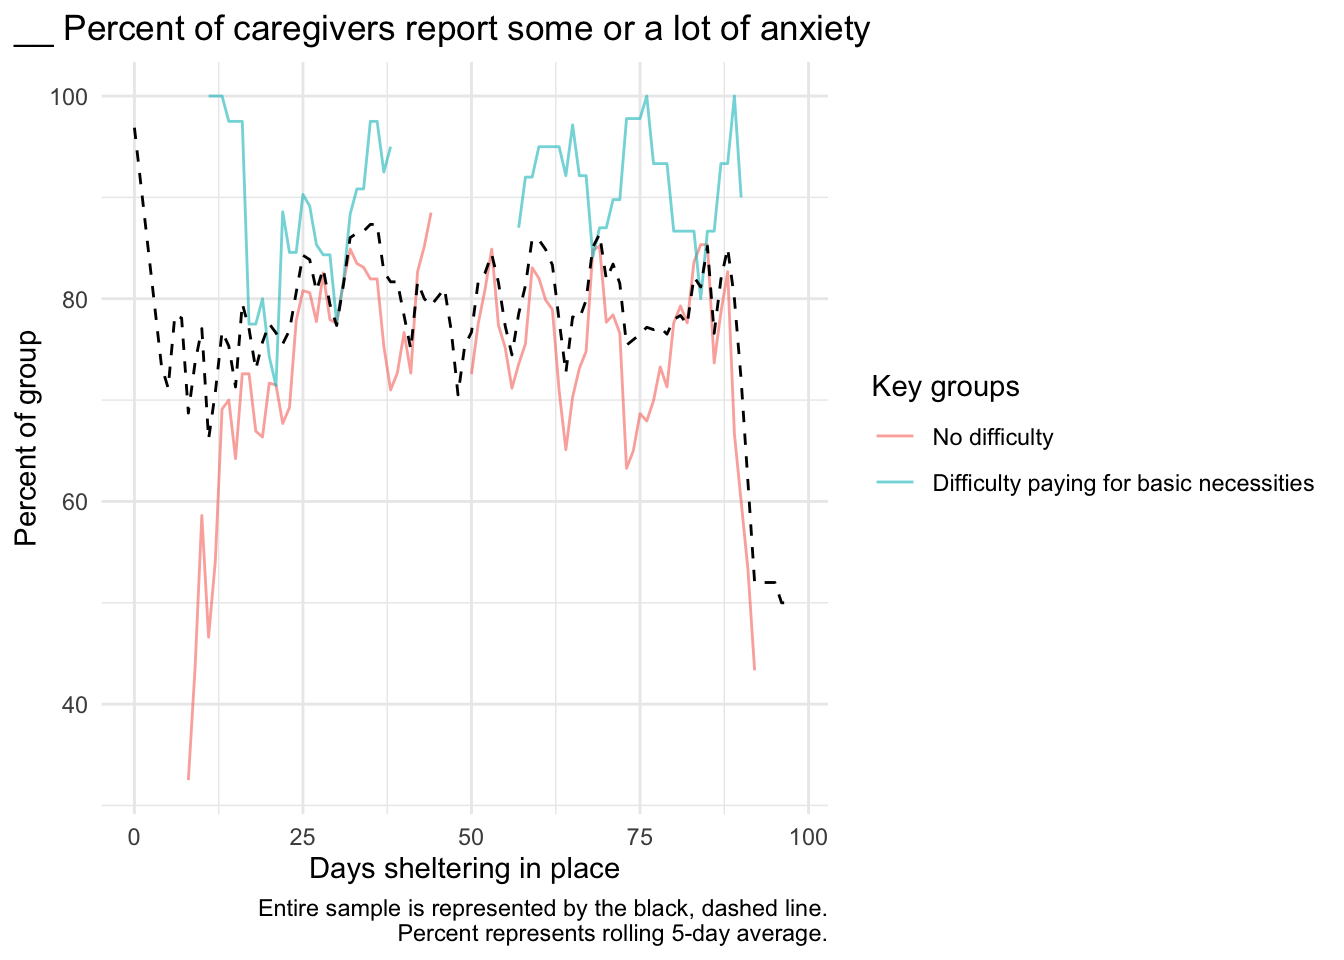 __ Percent of caregivers report some or a lot of anxiety
Percent of group
100
80
60
40
0 25 50 75 100
Days sheltering in place
Key groups
No difficulty
Difficulty paying for basic necessities
Entire sample is represented by the black, dashed line.
Percent represents rolling 5-day average.